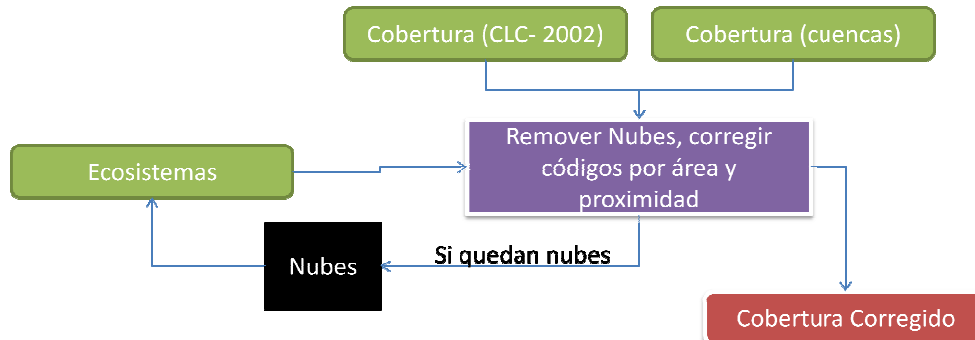 Cobertura (CLC- 2002)
Cobertura (cuencas)
Remover Nubes, corregir
códigos por área y
proximidad
Ecosistemas
Si quedan nubes
Nubes
Cobertura Corregido